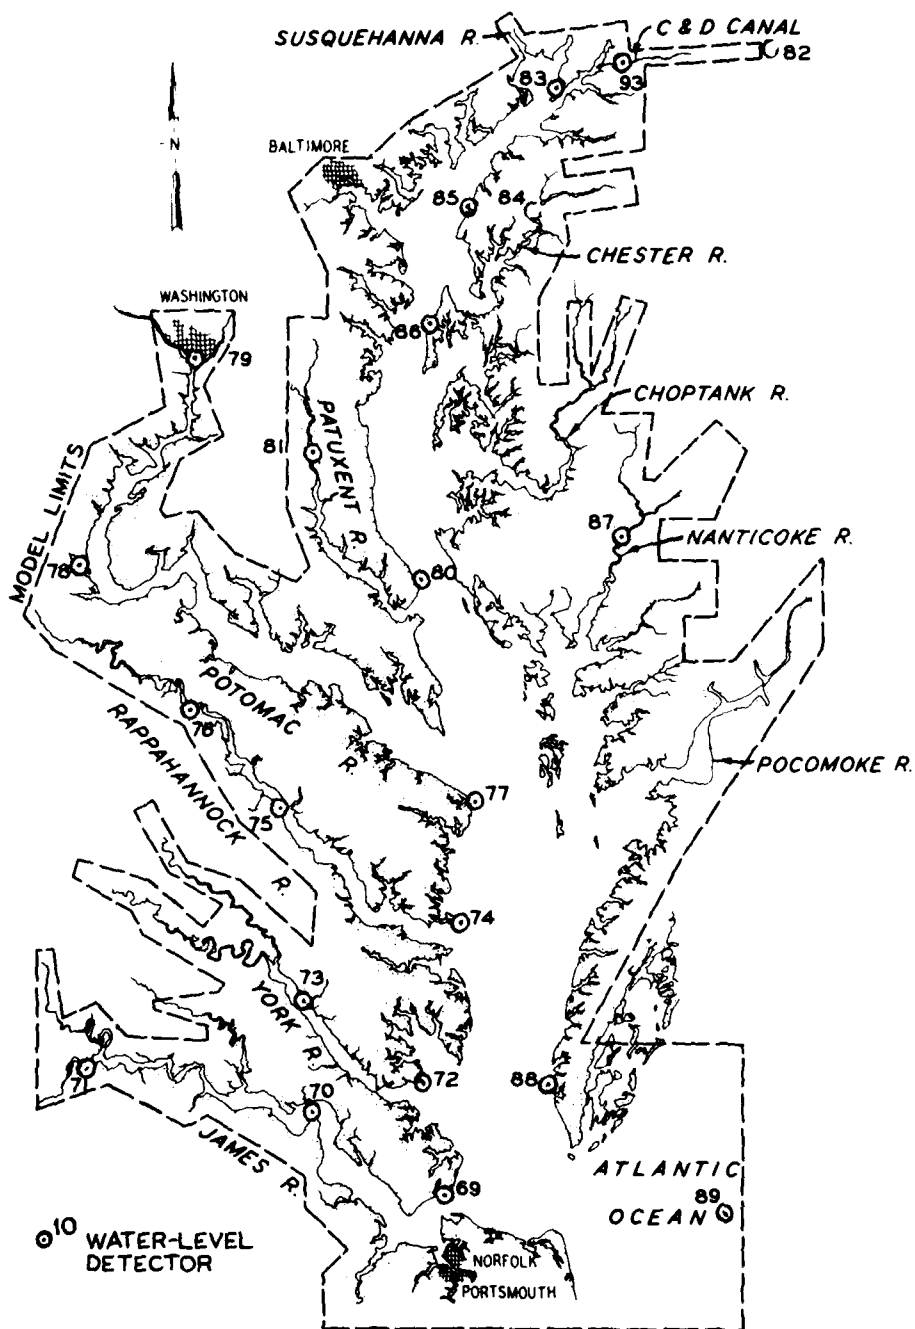 SUSQUEHANNA R.
C & D CANAL
82
83
93
N
BALTIMORE
85
84
CHESTER R.
WASHINGTON
79
86
CHOPTANK R.
PATUXENT R.
81
MODEL LIMITS
87
NANTICOKE R.
78
80
POTOMAC R.
76
RAPPAHANNOCK R.
POCOMOKE R.
77
75
74
73
YORK R.
72
88
71
70
JAMES R.
69
ATLANTIC
OCEAN
89
10
WATER-LEVEL
DETECTOR
NORFOLK
PORTSMOUTH